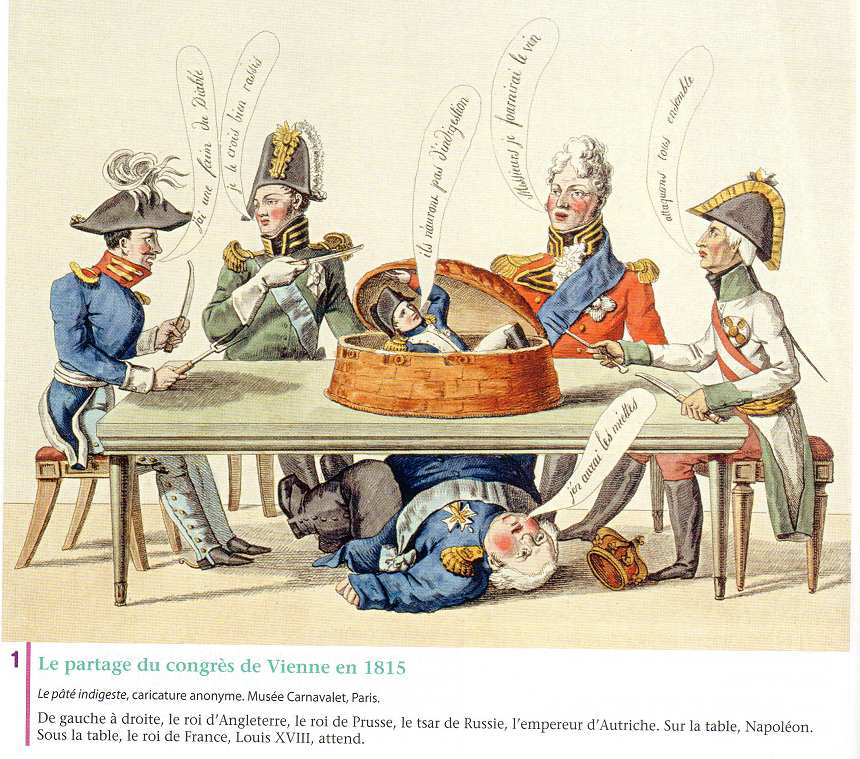 j'ai une faim du Diable
je le crois bien rassis
ils n'auront pas d'indigestion
Messieurs je fournirai le vin
attaquons tous ensemble
j'en aurai les miettes
1
Le partage du congrès de Vienne en 1815
Le pâté indigeste, caricature anonyme. Musée Carnavalet, Paris.
De gauche à droite, le roi d'Angleterre, le roi de Prusse, le tsar de Russie, l'empereur d'Autriche. Sur la table, Napoléon.
Sous la table, le roi de France, Louis XVIII, attend.